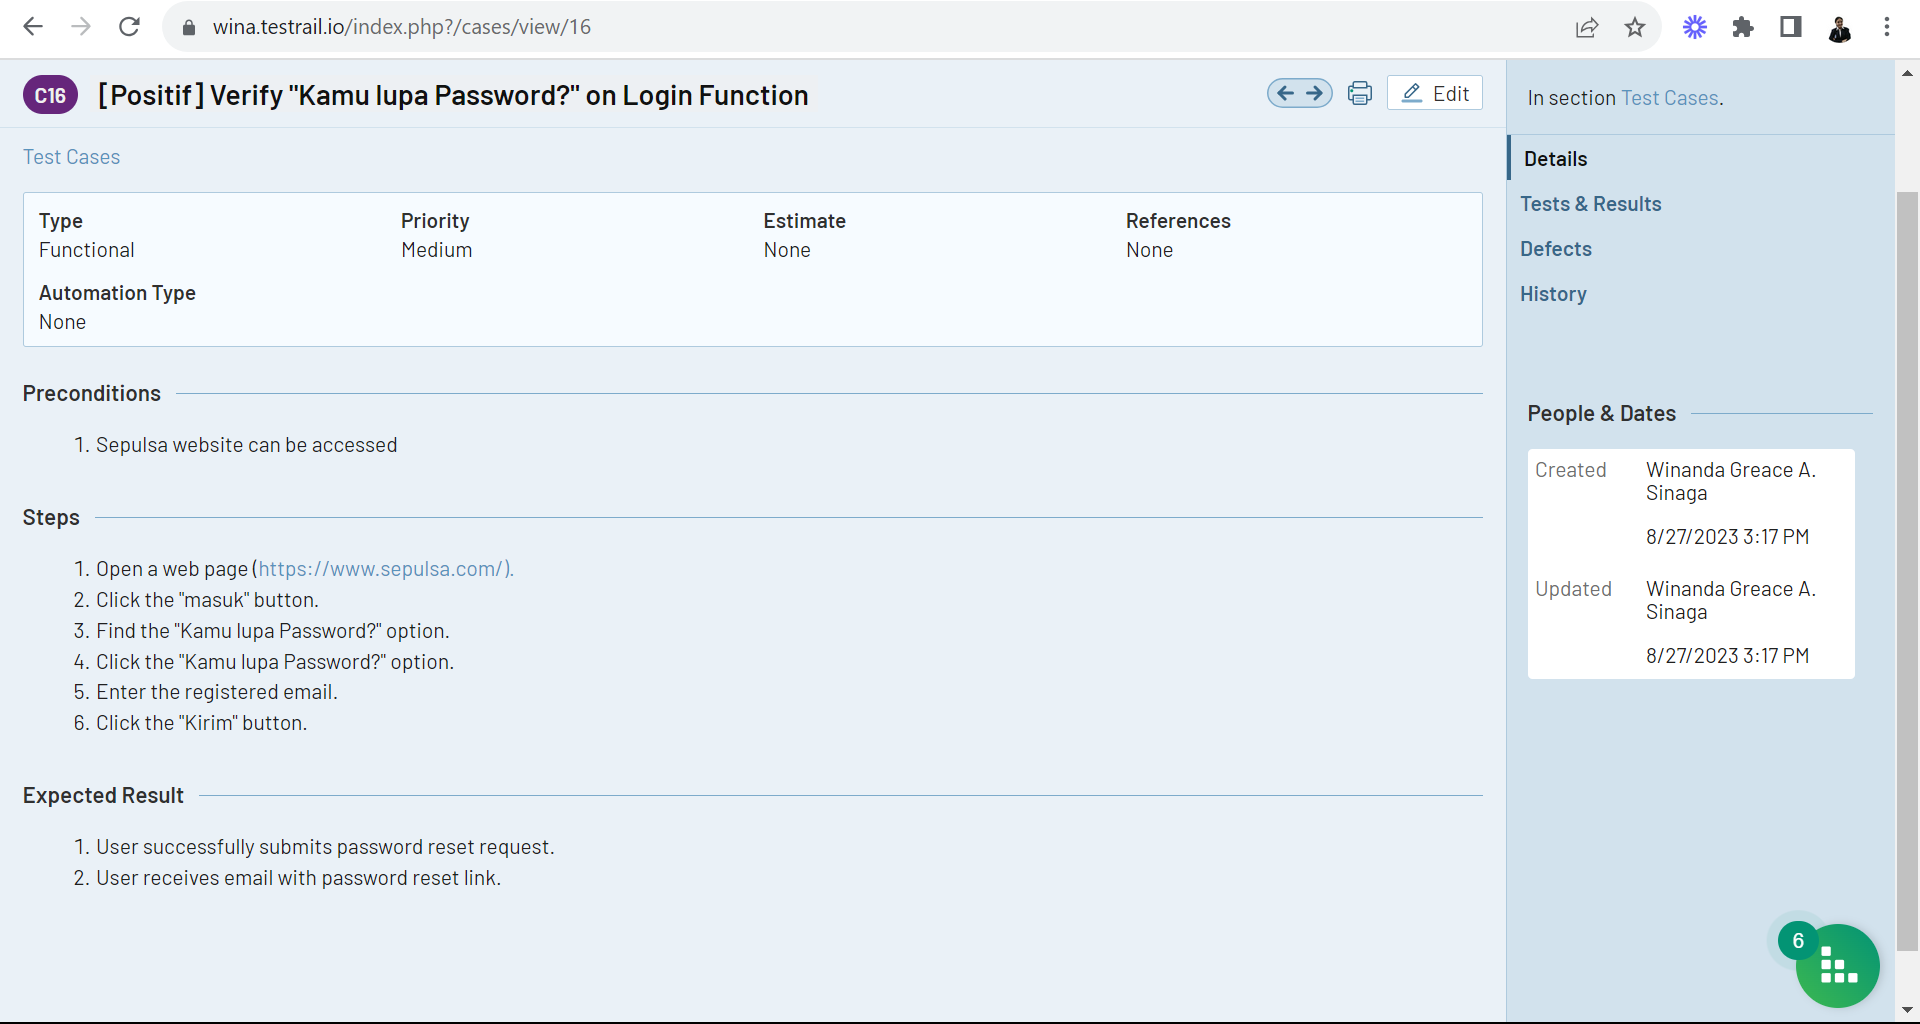 wina.testrail.io/index.php?/cases/view/16
C16 [Positif] Verify "Kamu lupa Password?" on Login Function
Edit
In section Test Cases.
Test Cases
Type Priority Estimate References
Functional Medium None None
Automation Type
None
Preconditions
1. Sepulsa website can be accessed
Steps
1. Open a web page (https://www.sepulsa.com/).
2. Click the "masuk" button.
3. Find the "Kamu lupa Password?" option.
4. Click the "Kamu lupa Password?" option.
5. Enter the registered email.
6. Click the "Kirim" button.
Expected Result
1. User successfully submits password reset request.
2. User receives email with password reset link.
Details
Tests & Results
Defects
History
People & Dates
Created Winanda Greace A.
Sinaga
8/27/2023 3:17 PM
Updated Winanda Greace A.
Sinaga
8/27/2023 3:17 PM
6